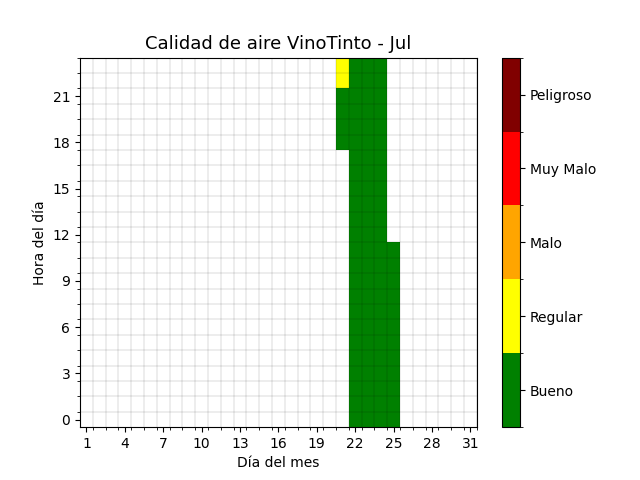 Calidad de aire VinoTinto - Jul
Hora del día
21
18
15
12
9
6
3
0
1 4 7 10 13 16 19 22 25 28 31
Día del mes
Peligroso
Muy Malo
Malo
Regular
Bueno